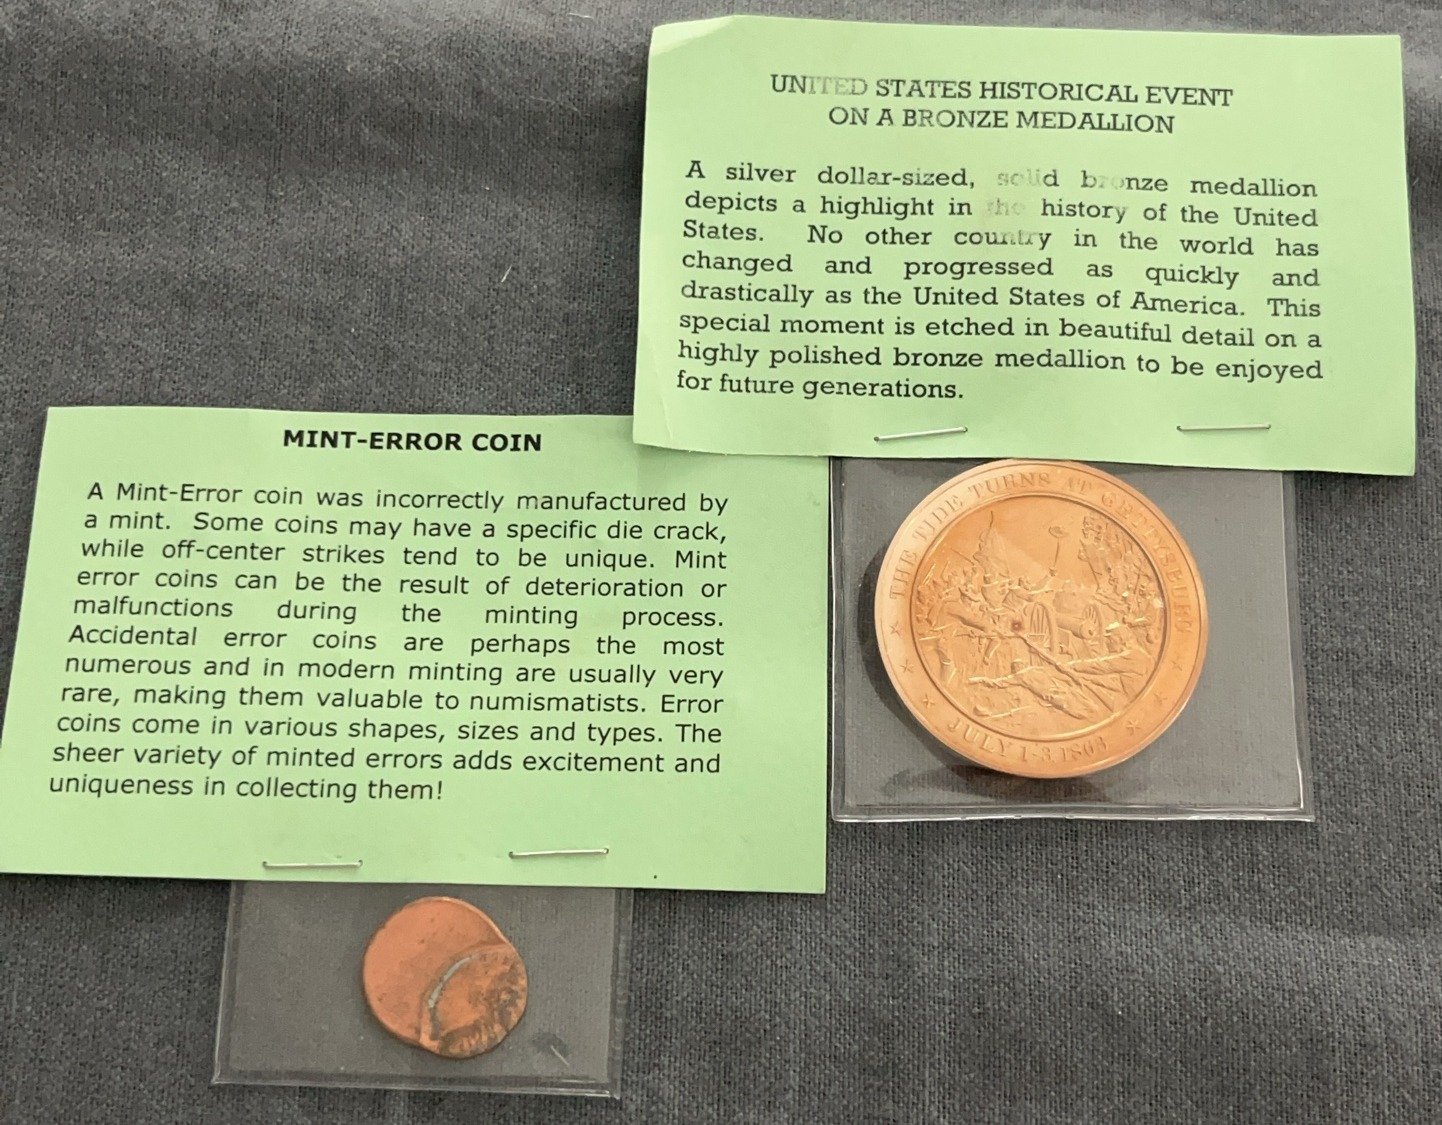 UNITED STATES HISTORICAL EVENT
ON A BRONZE MEDALLION
A silver dollar-sized, solid bronze medallion
depicts a highlight in the history of the United
States. No other country in the world has
changed and progressed as quickly and
drastically as the United States of America. This
special moment is etched in beautiful detail on a
highly polished bronze medallion to be enjoyed
for future generations.
MINT-ERROR COIN
A Mint-Error coin was incorrectly manufactured by
a mint. Some coins may have a specific die crack,
while off-center strikes tend to be unique. Mint
error coins can be the result of deterioration or
malfunctions during the minting process.
Accidental error coins are perhaps the most
numerous and in modern minting are usually very
rare, making them valuable to numismatists. Error
coins come in various shapes, sizes and types. The
sheer variety of minted errors adds excitement and
uniqueness in collecting them!
THE TIDE TURNS AT GETTYSBURG
JULY 1-3, 1863